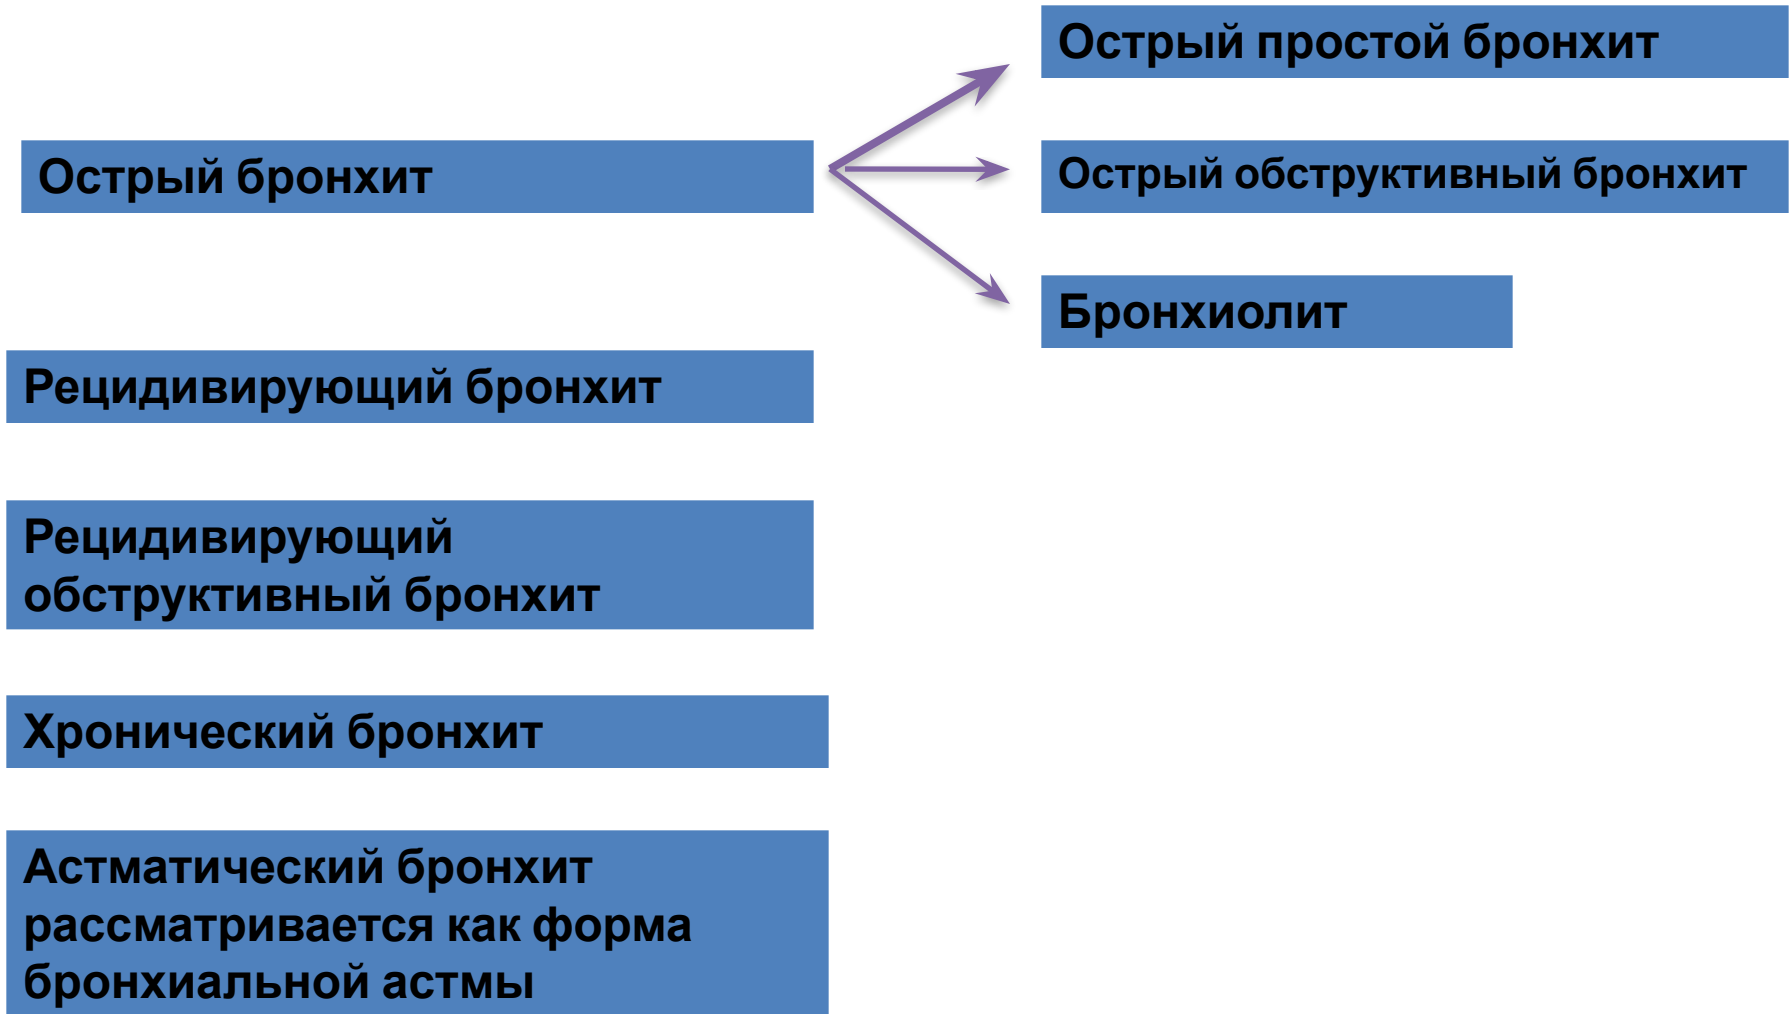 Острый простой бронхит
Острый бронхит
Острый обструктивный бронхит
Бронхиолит
Рецидивирующий бронхит
Рецидивирующий
обструктивный бронхит
Хронический бронхит
Астматический бронхит
рассматривается как форма
бронхиальной астмы